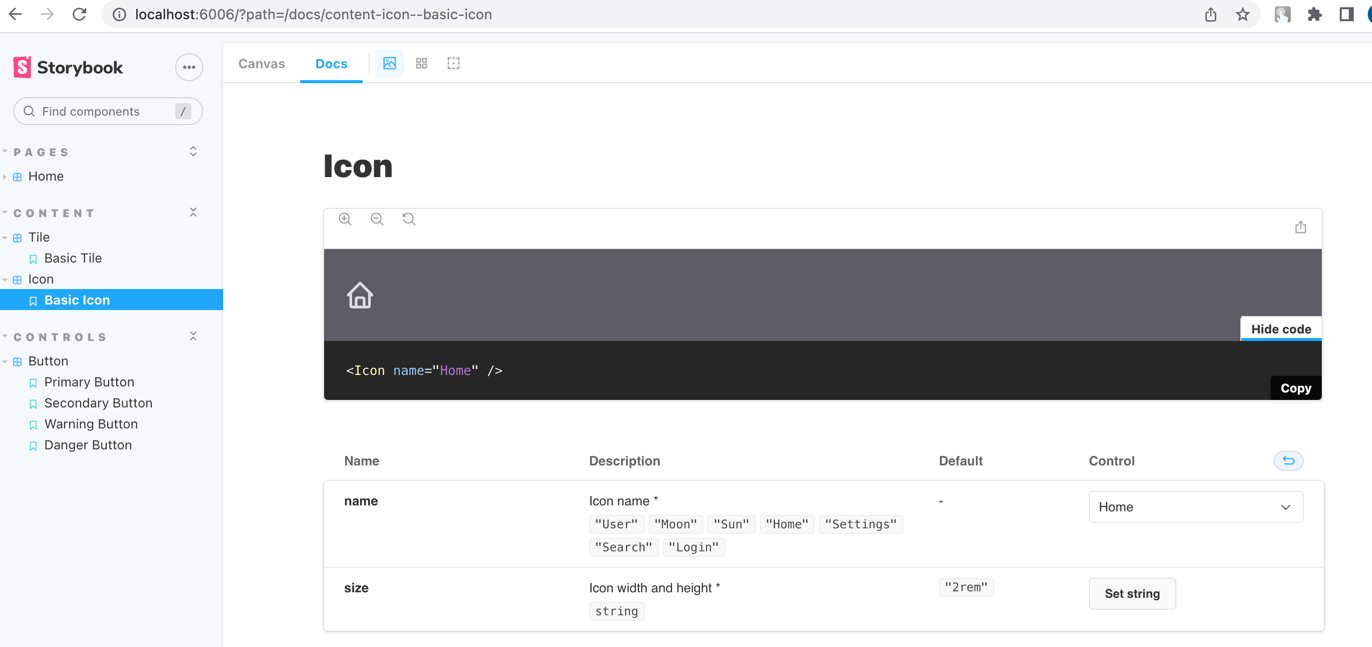 localhost:6006/?path=/docs/content-icon--basic-icon
Storybook
Find components /
PAGES
Home
CONTENT
Tile
Basic Tile
Icon
Basic Icon
CONTROLS
Button
Primary Button
Secondary Button
Warning Button
Danger Button
Canvas Docs
Icon
Hide code
<Icon name="Home" />
Copy
Name Description Default Control
name Icon name * - Home
"User" "Moon" "Sun" "Home" "Settings"
"Search" "Login"
size Icon width and height * "2rem" Set string
string